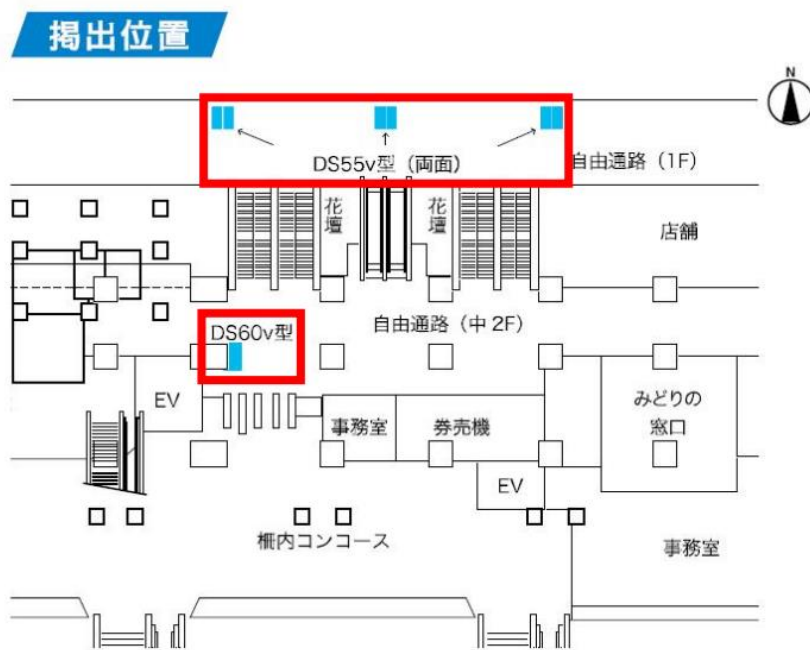 掲出位置
N
DS55v型（両面）
自由通路（1F）
花壇
花壇
店舗
自由通路（中2F）
DS60v型
EV
事務室
券売機
みどりの
窓口
EV
柵内コンコース
事務室